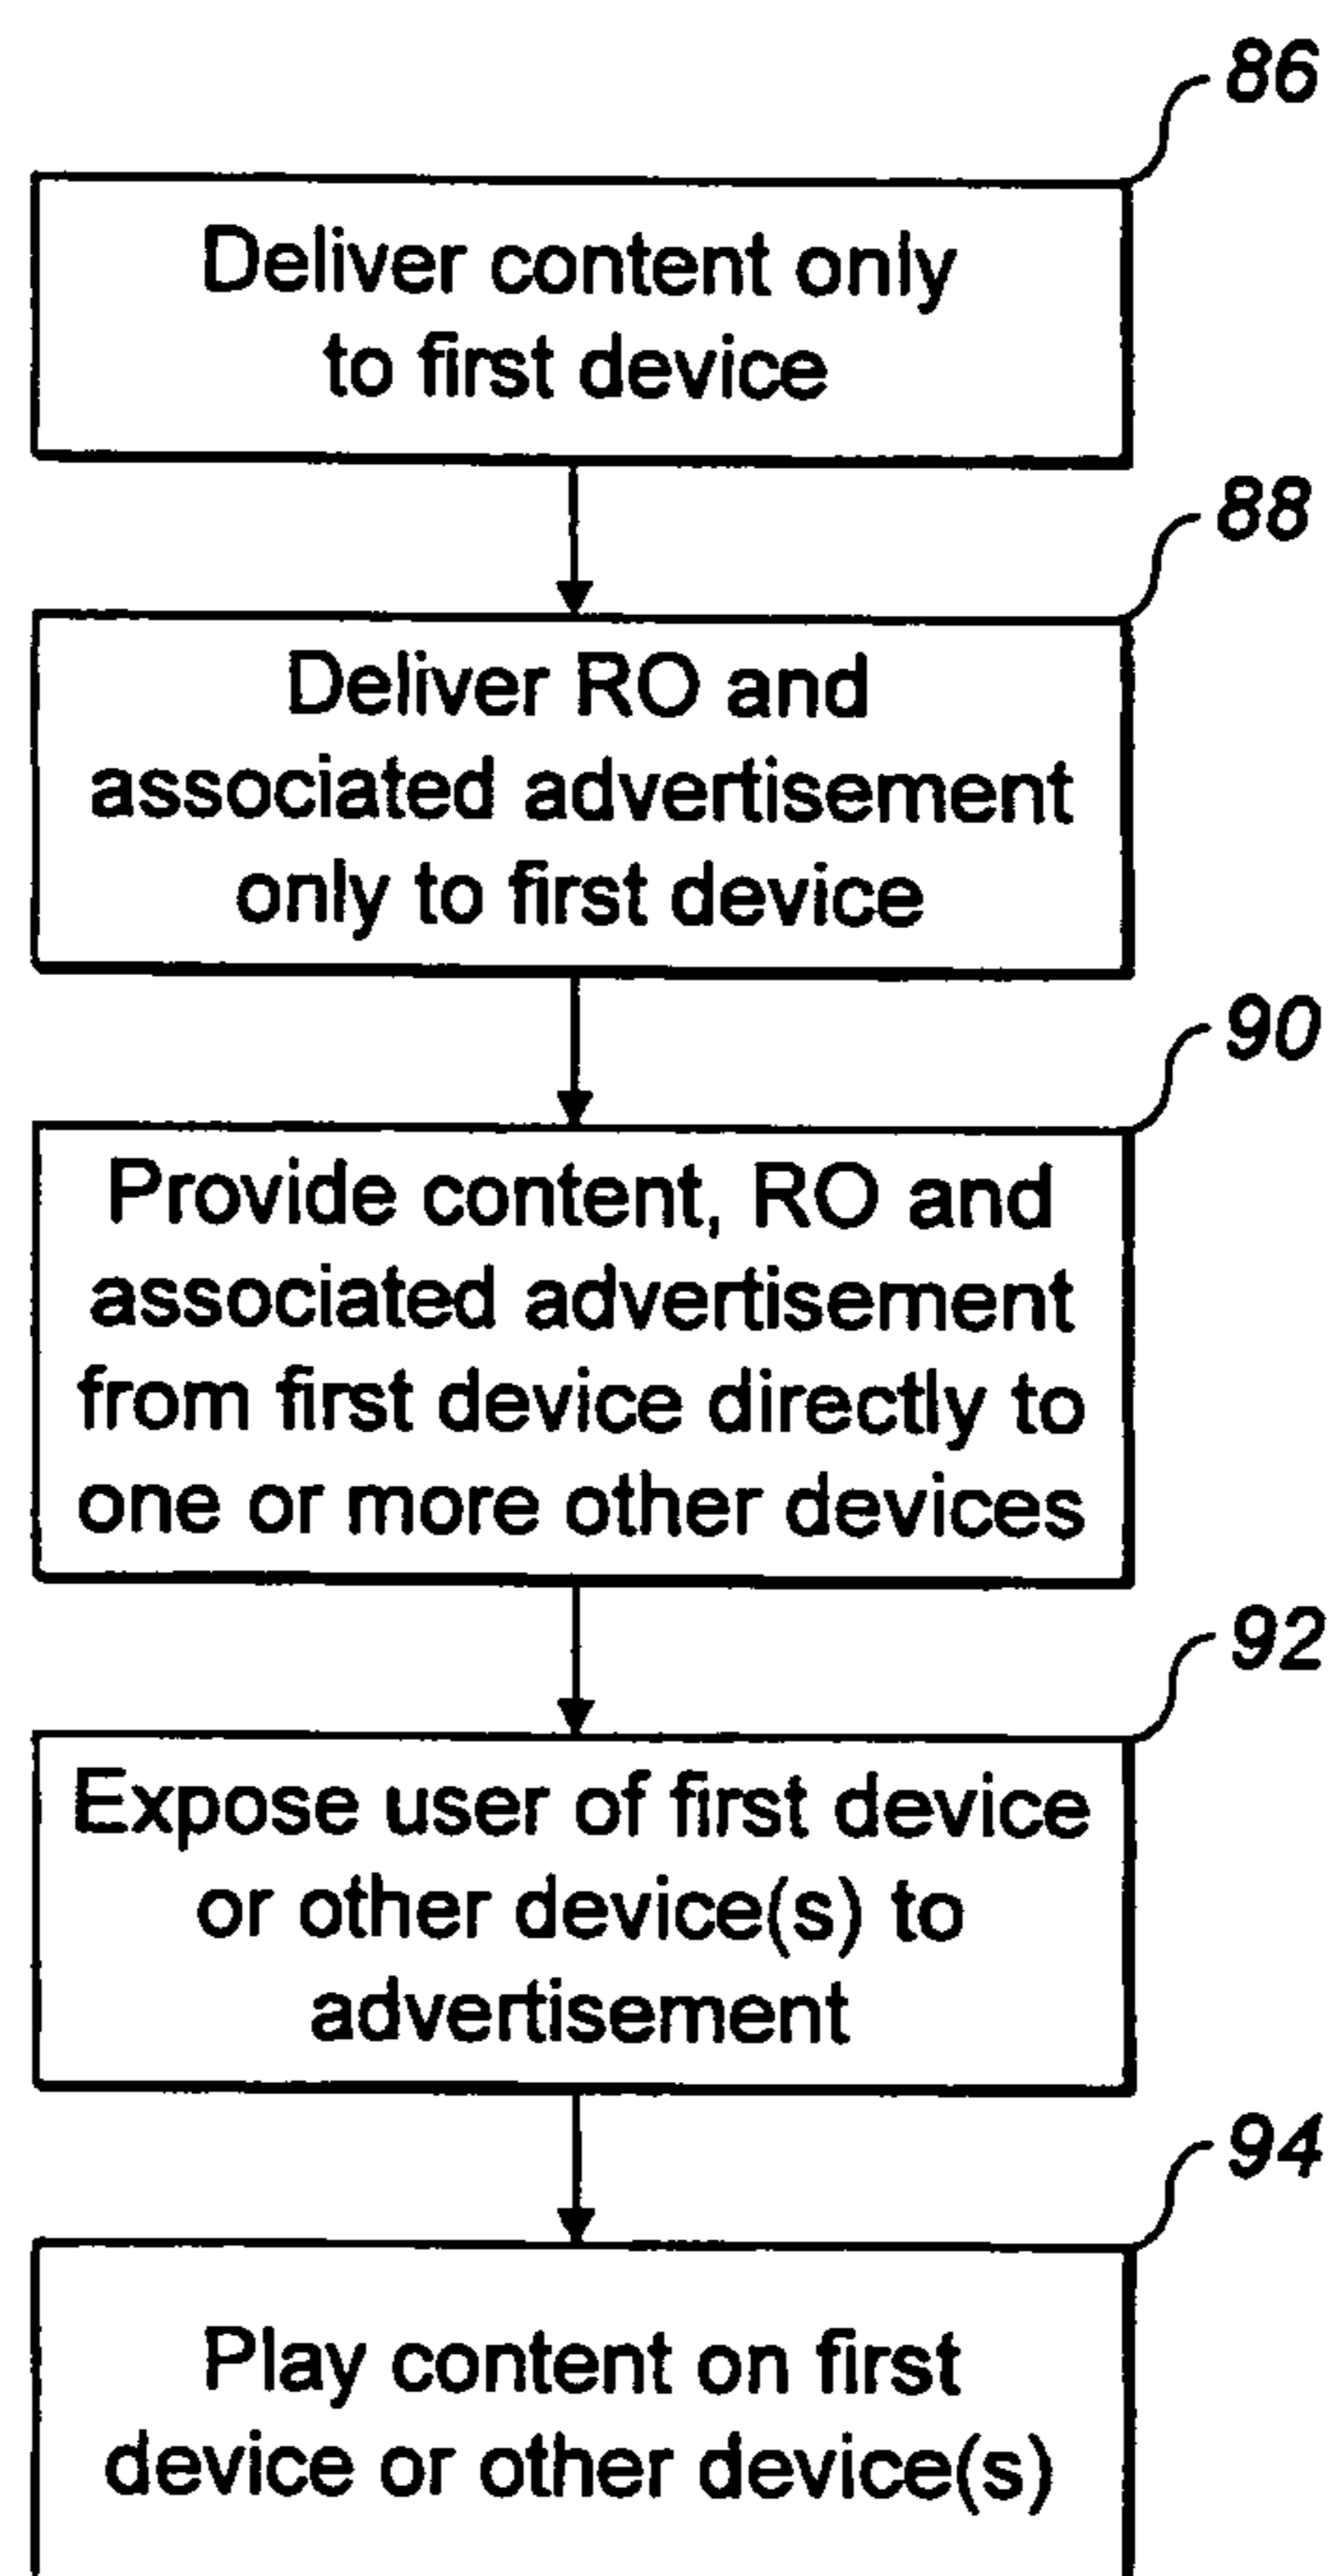 86
Deliver content only
to first device
88
Deliver RO and
associated advertisement
only to first device
90
Provide content, RO and
associated advertisement
from first device directly to
one or more other devices
92
Expose user of first device
or other device(s) to
advertisement
94
Play content on first
device or other device(s)